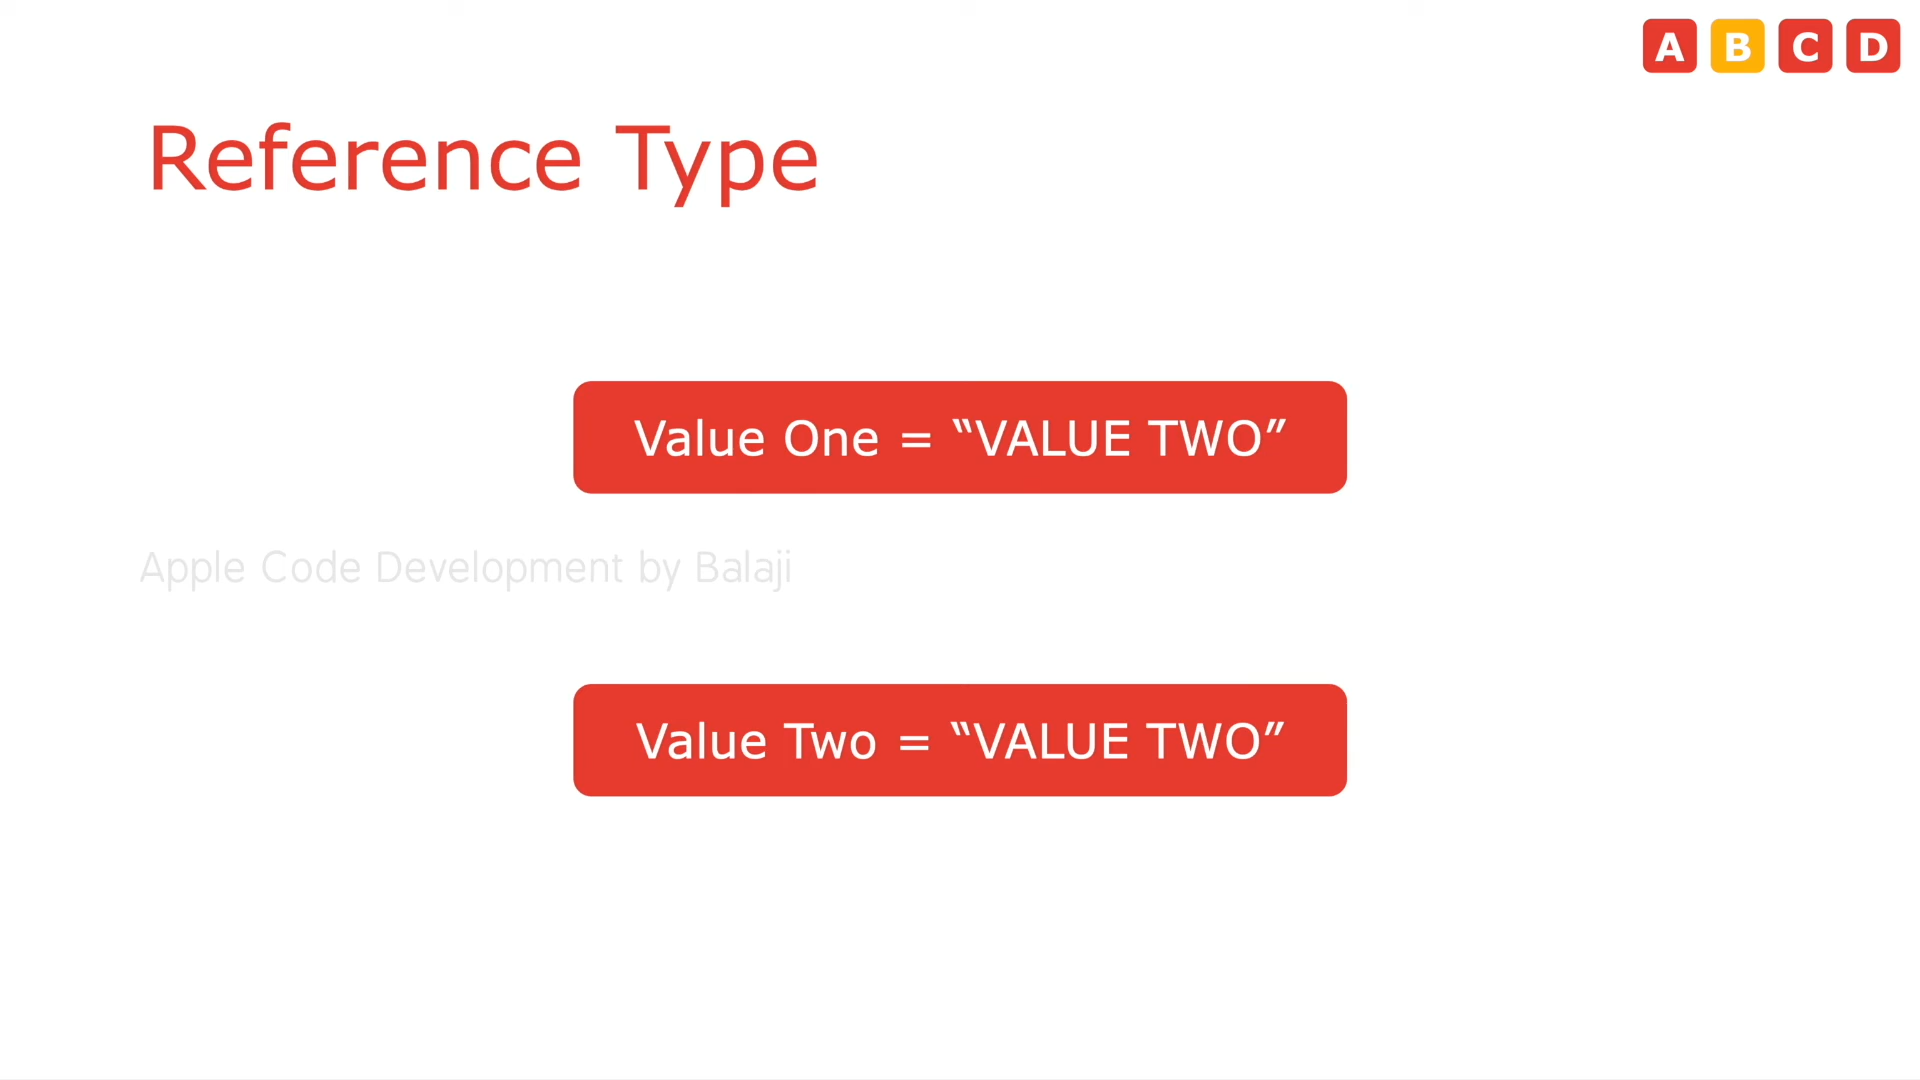 A B C D
Reference Type
Value One = “VALUE TWO”
Apple Code Development by Balaji
Value Two = “VALUE TWO”